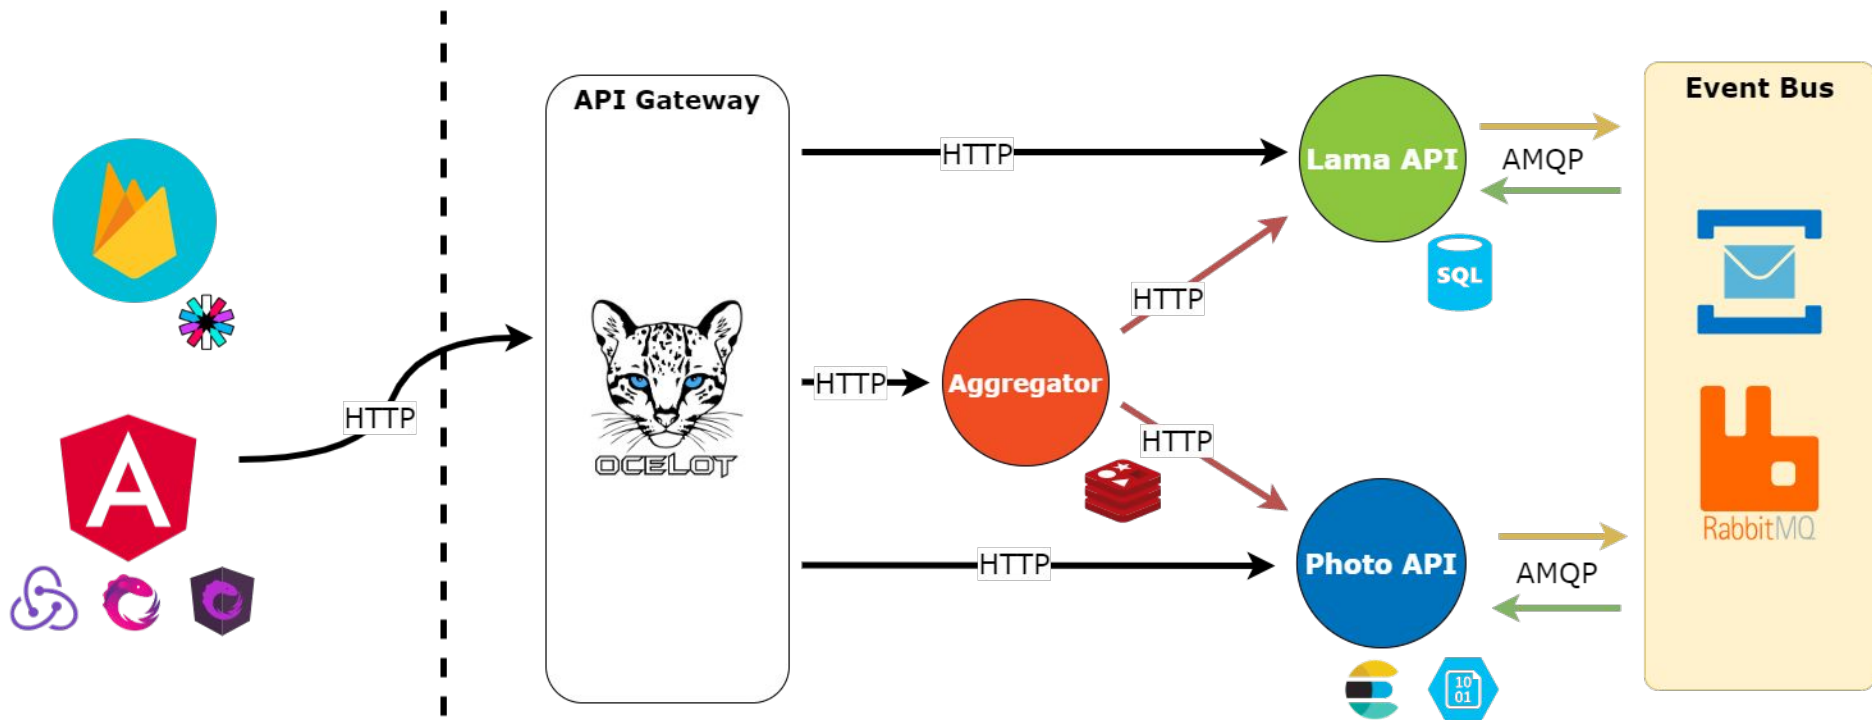 API Gateway
Event Bus
HTTP
Lama API
AMQP
SQL
HTTP
HTTP
Aggregator
HTTP
HTTP
OCELOT
RabbitMQ
HTTP
Photo API
AMQP
10
01